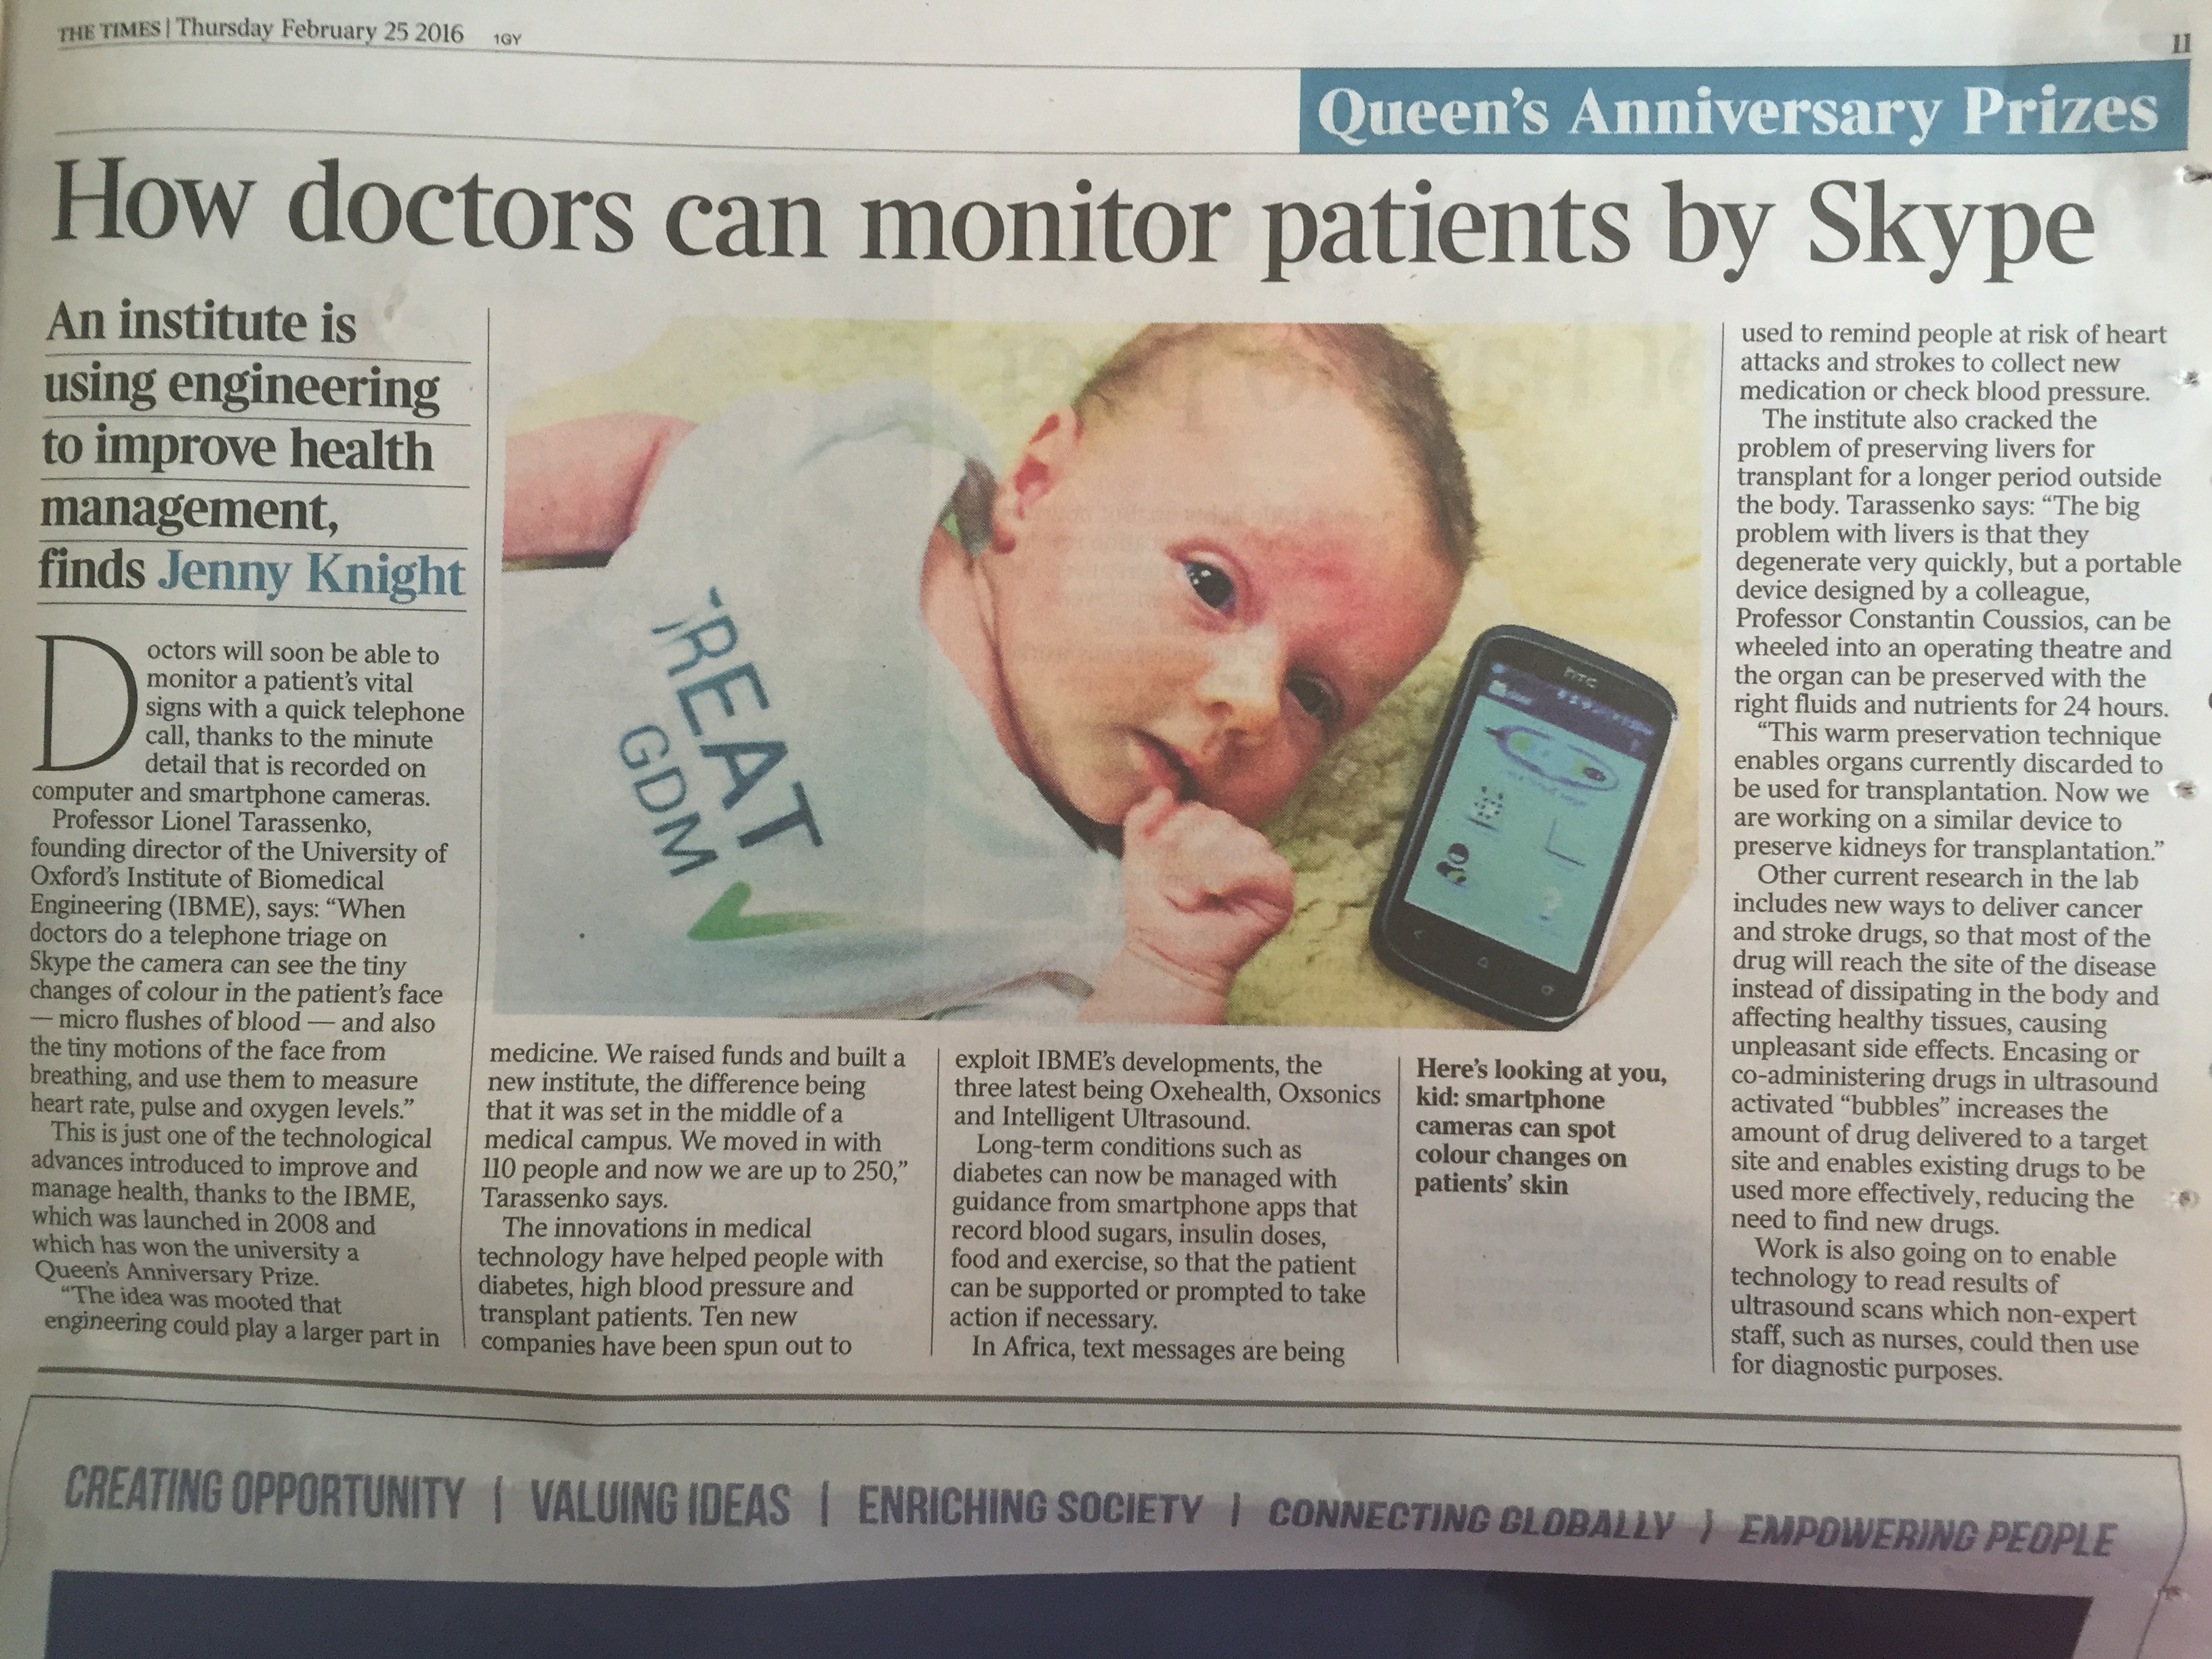 THE TIMES | Thursday February 25 2016 1GY
11
Queen's Anniversary Prizes
How doctors can monitor patients by Skype
An institute is
using engineering
to improve health
management,
finds Jenny Knight
Doctors will soon be able to
monitor a patient's vital
signs with a quick telephone
call, thanks to the minute
detail that is recorded on
computer and smartphone cameras.
Professor Lionel Tarassenko,
founding director of the University of
Oxford's Institute of Biomedical
Engineering (IBME), says: “When
doctors do a telephone triage on
Skype the camera can see the tiny
changes of colour in the patient's face
— micro flushes of blood — and also
the tiny motions of the face from
breathing, and use them to measure
heart rate, pulse and oxygen levels.”
This is just one of the technological
advances introduced to improve and
manage health, thanks to the IBME,
which was launched in 2008 and
which has won the university a
Queen's Anniversary Prize.
“The idea was mooted that
engineering could play a larger part in
medicine. We raised funds and built a
new institute, the difference being
that it was set in the middle of a
medical campus. We moved in with
110 people and now we are up to 250,”
Tarassenko says.
The innovations in medical
technology have helped people with
diabetes, high blood pressure and
transplant patients. Ten new
companies have been spun out to
exploit IBME's developments, the
three latest being Oxehealth, Oxsonics
and Intelligent Ultrasound.
Long-term conditions such as
diabetes can now be managed with
guidance from smartphone apps that
record blood sugars, insulin doses,
food and exercise, so that the patient
can be supported or prompted to take
action if necessary.
In Africa, text messages are being
used to remind people at risk of heart
attacks and strokes to collect new
medication or check blood pressure.
The institute also cracked the
problem of preserving livers for
transplant for a longer period outside
the body. Tarassenko says: “The big
problem with livers is that they
degenerate very quickly, but a portable
device designed by a colleague,
Professor Constantin Coussios, can be
wheeled into an operating theatre and
the organ can be preserved with the
right fluids and nutrients for 24 hours.
“This warm preservation technique
enables organs currently discarded to
be used for transplantation. Now we
are working on a similar device to
preserve kidneys for transplantation.”
Other current research in the lab
includes new ways to deliver cancer
and stroke drugs, so that most of the
drug will reach the site of the disease
instead of dissipating in the body and
affecting healthy tissues, causing
unpleasant side effects. Encasing or
co-administering drugs in ultrasound
activated “bubbles” increases the
amount of drug delivered to a target
site and enables existing drugs to be
used more effectively, reducing the
need to find new drugs.
Work is also going on to enable
technology to read results of
ultrasound scans which non-expert
staff, such as nurses, could then use
for diagnostic purposes.
REAT
GDM
hTC
Here's looking at you,
kid: smartphone
cameras can spot
colour changes on
patients' skin
CREATING OPPORTUNITY | VALUING IDEAS | ENRICHING SOCIETY | CONNECTING GLOBALLY | EMPOWERING PEOPLE